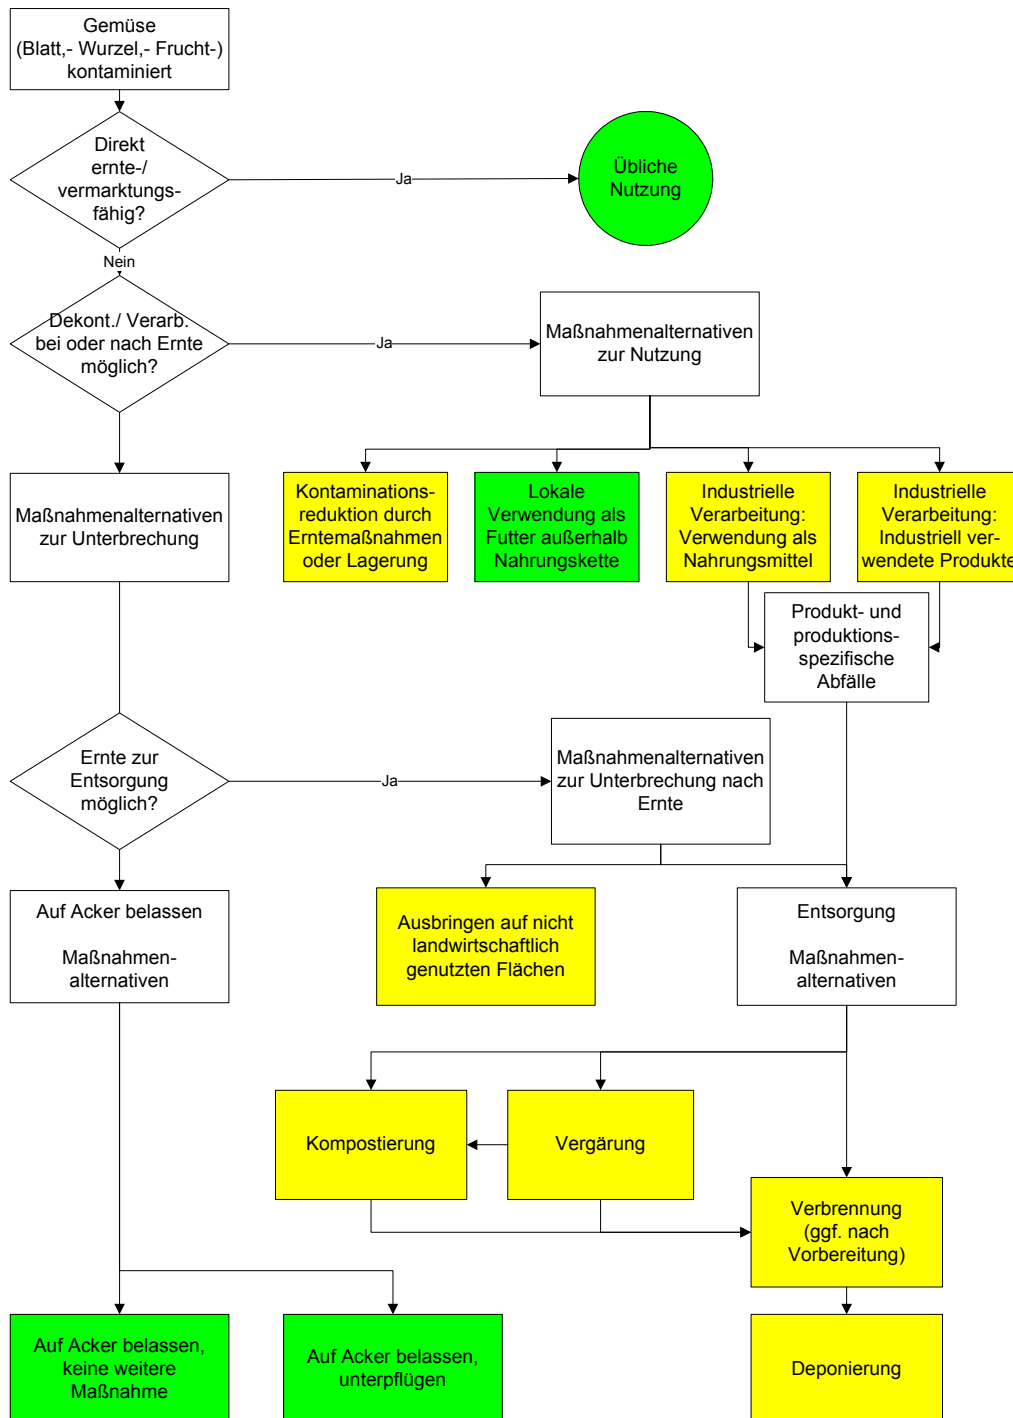 Gemüse
(Blatt,- Wurzel,- Frucht-)
kontaminiert
Direkt
ernte-/
vermarktungs-
fähig?
Ja
Übliche
Nutzung
Nein
Dekont./ Verarb.
bei oder nach Ernte
möglich?
Ja
Maßnahmenalternativen
zur Nutzung
Maßnahmenalternativen
zur Unterbrechung
Kontaminations-
reduktion durch
Erntemaßnahmen
oder Lagerung
Lokale
Verwendung als
Futter außerhalb
Nahrungskette
Industrielle
Verarbeitung:
Verwendung als
Nahrungsmittel
Industrielle
Verarbeitung:
Industriell ver-
wendete Produkte
Produkt- und
produktions-
spezifische
Abfälle
Ernte zur
Entsorgung
möglich?
Ja
Maßnahmenalternativen
zur Unterbrechung nach
Ernte
Auf Acker belassen
Maßnahmen-
alternativen
Ausbringen auf nicht
landwirtschaftlich
genutzten Flächen
Entsorgung
Maßnahmen-
alternativen
Kompostierung
Vergärung
Verbrennung
(ggf. nach
Vorbereitung)
Auf Acker belassen,
keine weitere
Maßnahme
Auf Acker belassen,
unterpflügen
Deponierung